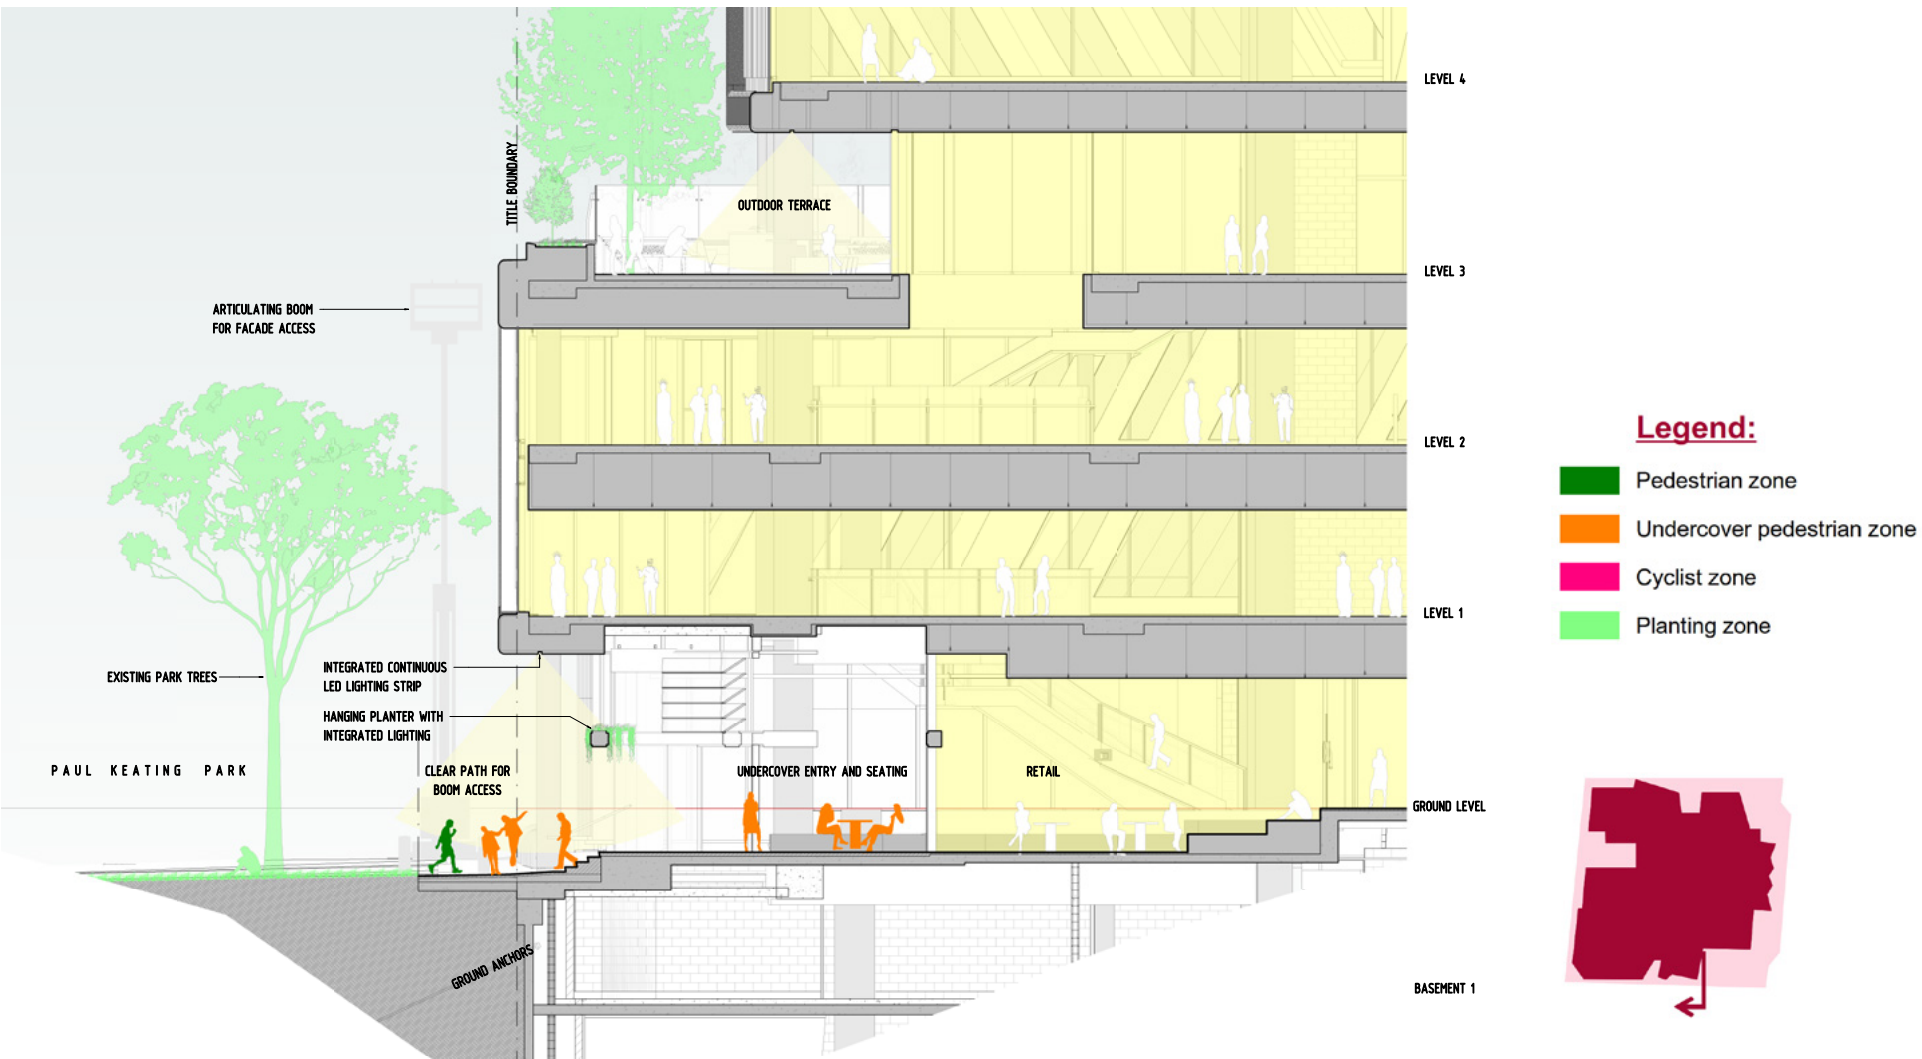 LEVEL 4
TITLE BOUNDARY
OUTDOOR TERRACE
LEVEL 3
ARTICULATING BOOM
FOR FACADE ACCESS
LEVEL 2
Legend:
Pedestrian zone
Undercover pedestrian zone
Cyclist zone
Planting zone
LEVEL 1
EXISTING PARK TREES
INTEGRATED CONTINUOUS
LED LIGHTING STRIP
HANGING PLANTER WITH
INTEGRATED LIGHTING
PAUL KEATING PARK
CLEAR PATH FOR
BOOM ACCESS
UNDERCOVER ENTRY AND SEATING
RETAIL
GROUND LEVEL
GROUND ANCHORS
BASEMENT 1